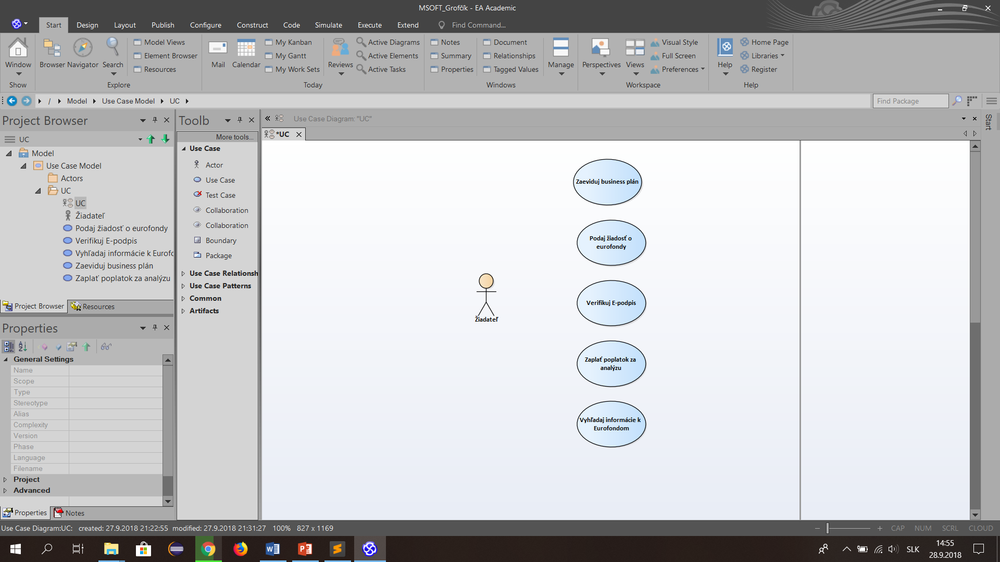 MSOFT_Grofčík - EA Academic
Start Design Layout Publish Configure Construct Code Simulate Execute Extend Find Command...
Window
Show
Browser Navigator Search
Model Views
Element Browser
Resources
Explore
Mail Calendar
My Kanban
My Gantt
My Work Sets
Reviews
Active Diagrams
Active Elements
Active Tasks
Today
Notes
Summary
Properties
Document
Relationships
Tagged Values
Windows
Manage
Perspectives Views
Visual Style
Full Screen
Preferences
Workspace
Help
Home Page
Libraries
Register
Help
/ Model Use Case Model UC
Find Package
Project Browser
UC
Model
Use Case Model
Actors
UC
UC
Žiadateľ
Podaj žiadosť o eurofondy
Verifikuj E-podpis
Vyhľadaj informácie k Eurofo
Zaeviduj business plán
Zaplať poplatok za analýzu
Project Browser Resources
Properties
General Settings
Name
Scope
Type
Stereotype
Alias
Complexity
Version
Phase
Language
Filename
Project
Advanced
Properties Notes
Toolb
More tools...
Use Case
Actor
Use Case
Test Case
Collaboration
Collaboration
Boundary
Package
Use Case Relationsh
Use Case Patterns
Common
Artifacts
Use Case Diagram: "UC"
*UC
Start
Zaeviduj business plán
Podaj žiadosť o
eurofondy
Žiadateľ
Verifikuj E-podpis
Zaplať poplatok za
analýzu
Vyhľadaj informácie k
Eurofondom
Use Case Diagram:UC: created: 27.9.2018 21:22:55 modified: 27.9.2018 21:31:27 100% 827 x 1169
CAP NUM SCRL CLOUD
SLK
14:55
28.9.2018